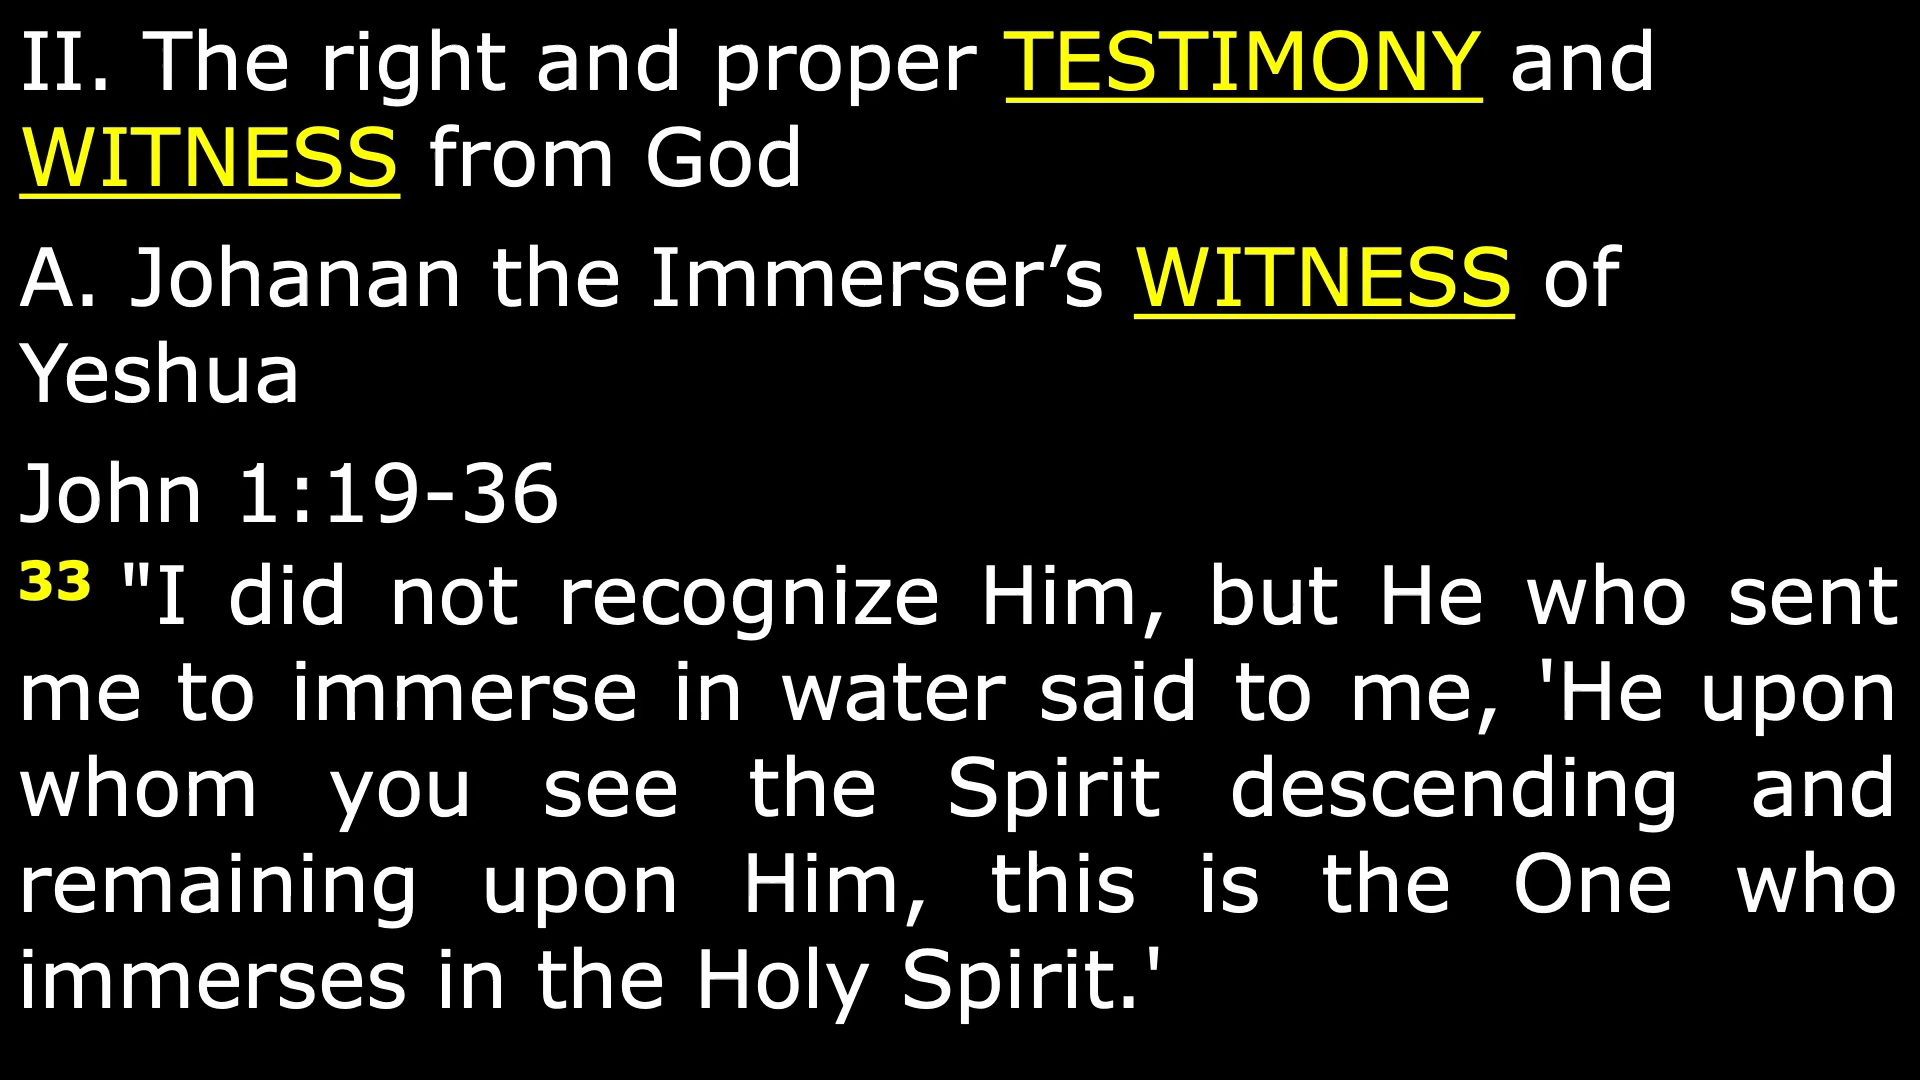 II. The right and proper TESTIMONY and
WITNESS from God
A. Johanan the Immerser’s WITNESS of
Yeshua
John 1:19-36
33 "I did not recognize Him, but He who sent
me to immerse in water said to me, 'He upon
whom you see the Spirit descending and
remaining upon Him, this is the One who
immerses in the Holy Spirit.'